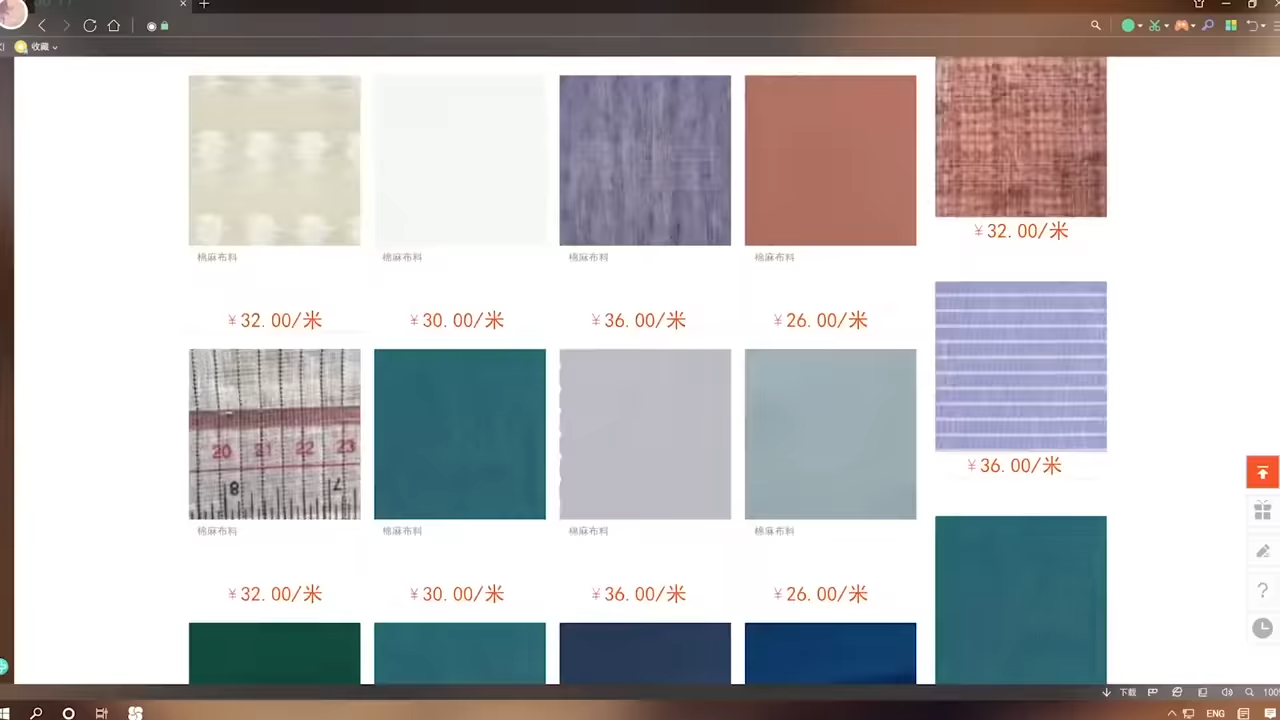 收藏
棉麻布料
棉麻布料
棉麻布料
棉麻布料
¥32.00/米
¥32.00/米
¥30.00/米
¥36.00/米
¥26.00/米
20 21 22 23
8 7
¥36.00/米
棉麻布料
棉麻布料
棉麻布料
棉麻布料
¥32.00/米
¥30.00/米
¥36.00/米
¥26.00/米
下载
100
ENG